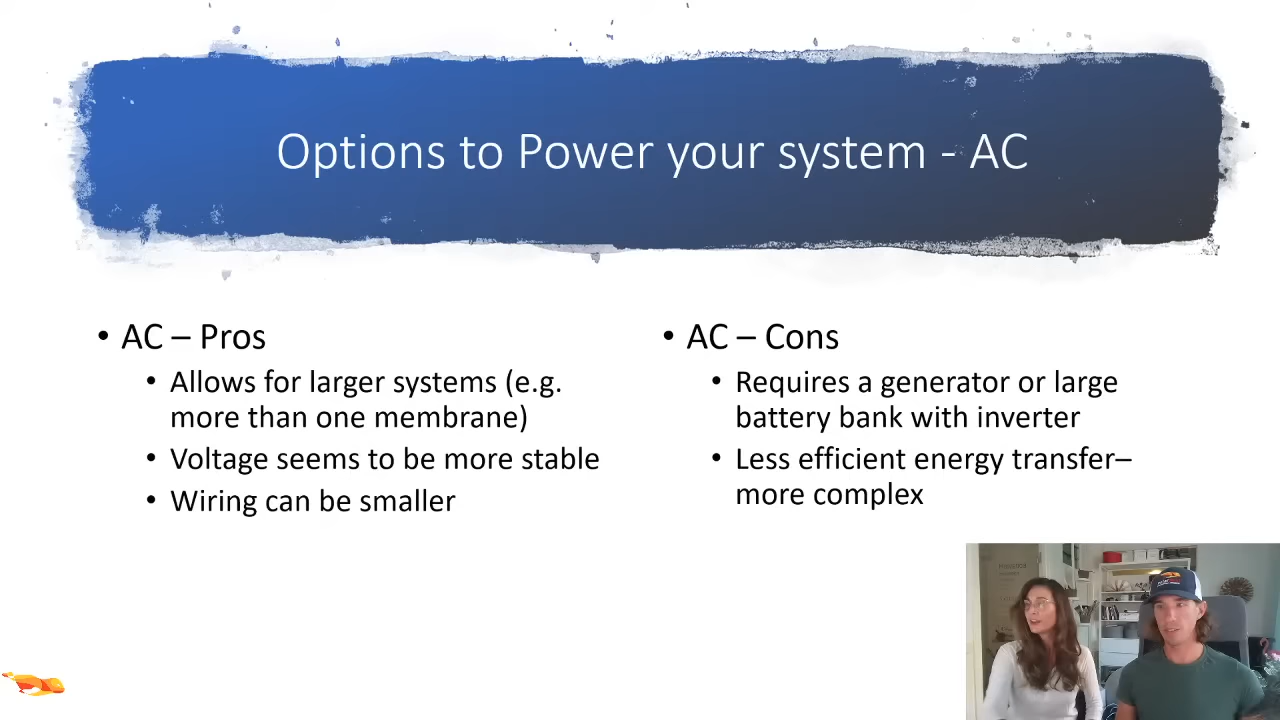 Options to Power your system - AC
• AC – Pros
• Allows for larger systems (e.g.
more than one membrane)
• Voltage seems to be more stable
• Wiring can be smaller
• AC – Cons
• Requires a generator or large
battery bank with inverter
• Less efficient energy transfer–
more complex